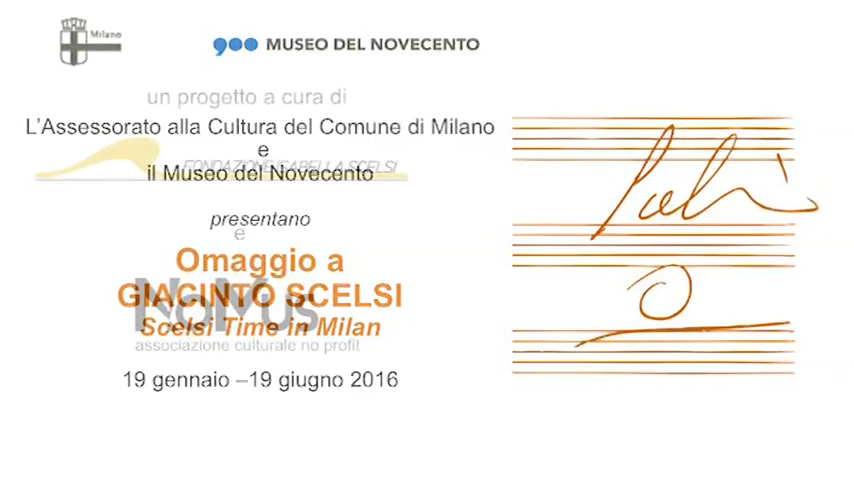 Milano
900 MUSEO DEL NOVECENTO
un progetto a cura di
L'Assessorato alla Cultura del Comune di Milano
e
FONDAZIONE ISABELLA SCELSI
il Museo del Novecento
presentano
e
Omaggio a
GIACINTO SCELSI
NoMus
Scelsi Time in Milan
associazione culturale no profit
19 gennaio –19 giugno 2016